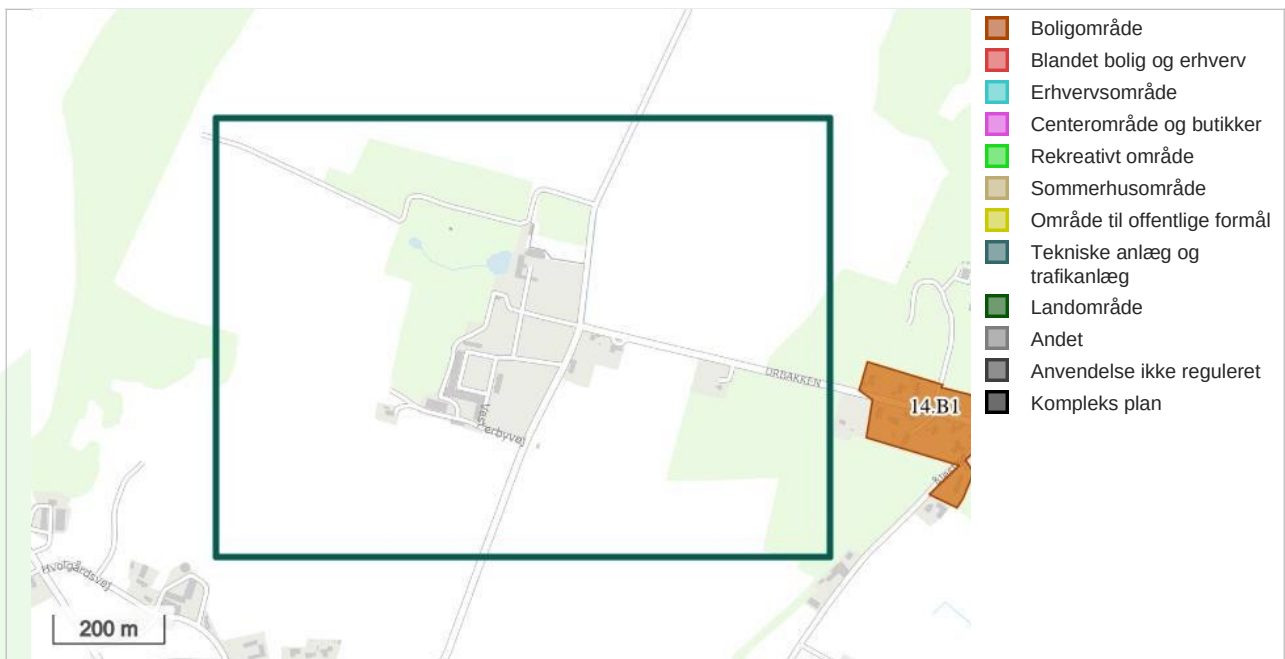 Boligområde
Blandet bolig og erhverv
Erhvervsområde
Centerområde og butikker
Rekreativt område
Sommerhusområde
Område til offentlige formål
Tekniske anlæg og
trafikanlæg
Landområde
Andet
Anvendelse ikke reguleret
Kompleks plan
14.B1
Hvolgårdsvej
200 m